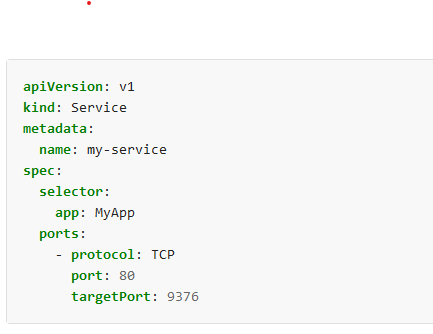 apiVersion: v1
kind: Service
metadata:
  name: my-service
spec:
  selector:
    app: MyApp
  ports:
    - protocol: TCP
      port: 80
      targetPort: 9376